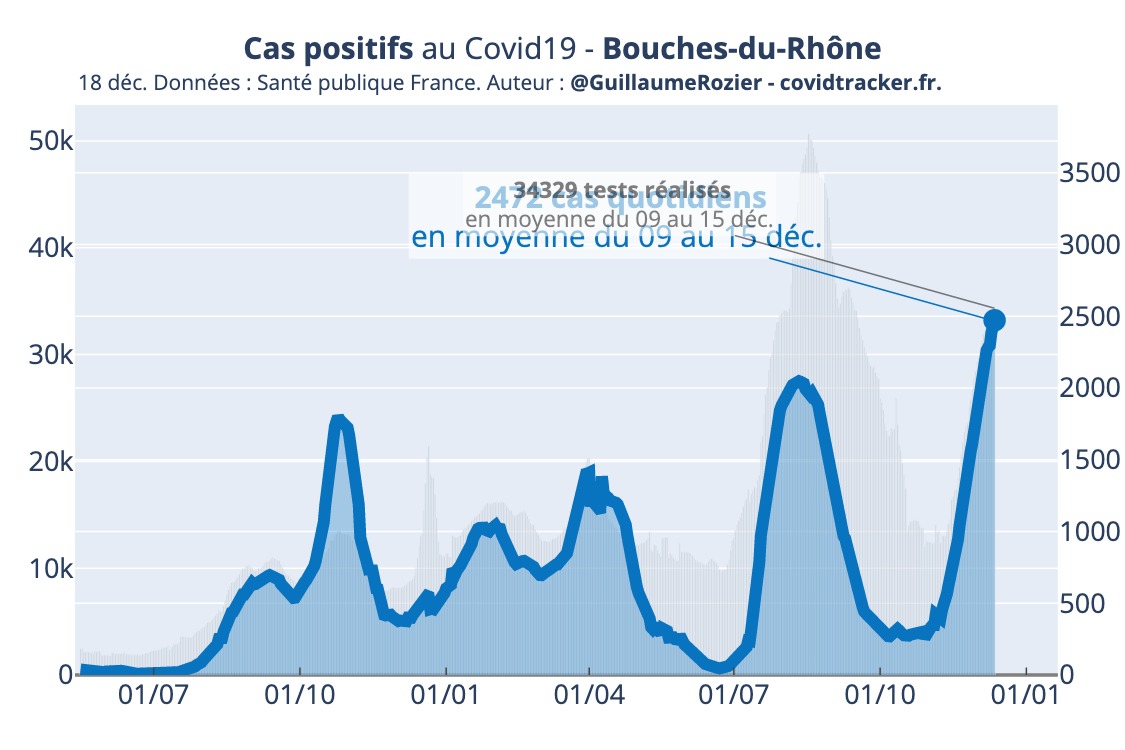 Cas positifs au Covid19 - Bouches-du-Rhône
18 déc. Données : Santé publique France. Auteur : @GuillaumeRozier - covidtracker.fr.
34329 tests réalisés
2472 cas quotidiens
en moyenne du 09 au 15 déc.
en moyenne du 09 au 15 déc.
50k
40k
30k
20k
10k
0
3500
3000
2500
2000
1500
1000
500
0
01/07
01/10
01/01
01/04
01/07
01/10
01/01